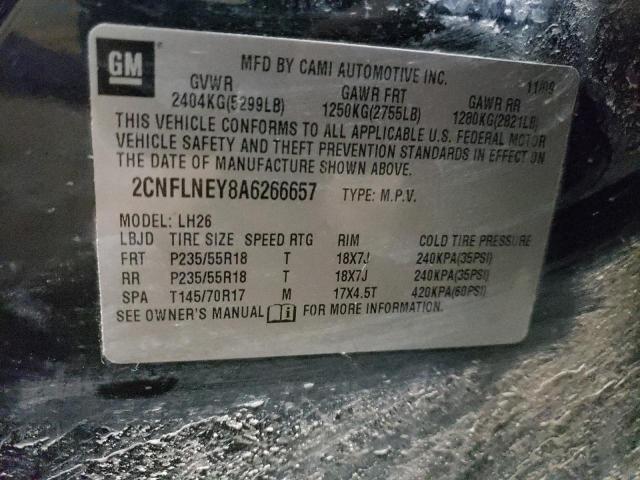 GM
MFD BY CAMI AUTOMOTIVE INC.
11/09
GVWR GAWR FRT GAWR RR
2404KG(5299LB) 1250KG(2755LB) 1280KG(2821LB)
THIS VEHICLE CONFORMS TO ALL APPLICABLE U.S. FEDERAL MOTOR
VEHICLE SAFETY AND THEFT PREVENTION STANDARDS IN EFFECT ON
THE DATE OF MANUFACTURE SHOWN ABOVE.
2CNFLNEY8A6266657 TYPE: M.P.V.
MODEL: LH26
LBJD TIRE SIZE SPEED RTG RIM COLD TIRE PRESSURE
FRT P235/55R18 T 18X7J 240KPA(35PSI)
RR P235/55R18 T 18X7J 240KPA(35PSI)
SPA T145/70R17 M 17X4.5T 420KPA(60PSI)
SEE OWNER'S MANUAL FOR MORE INFORMATION.